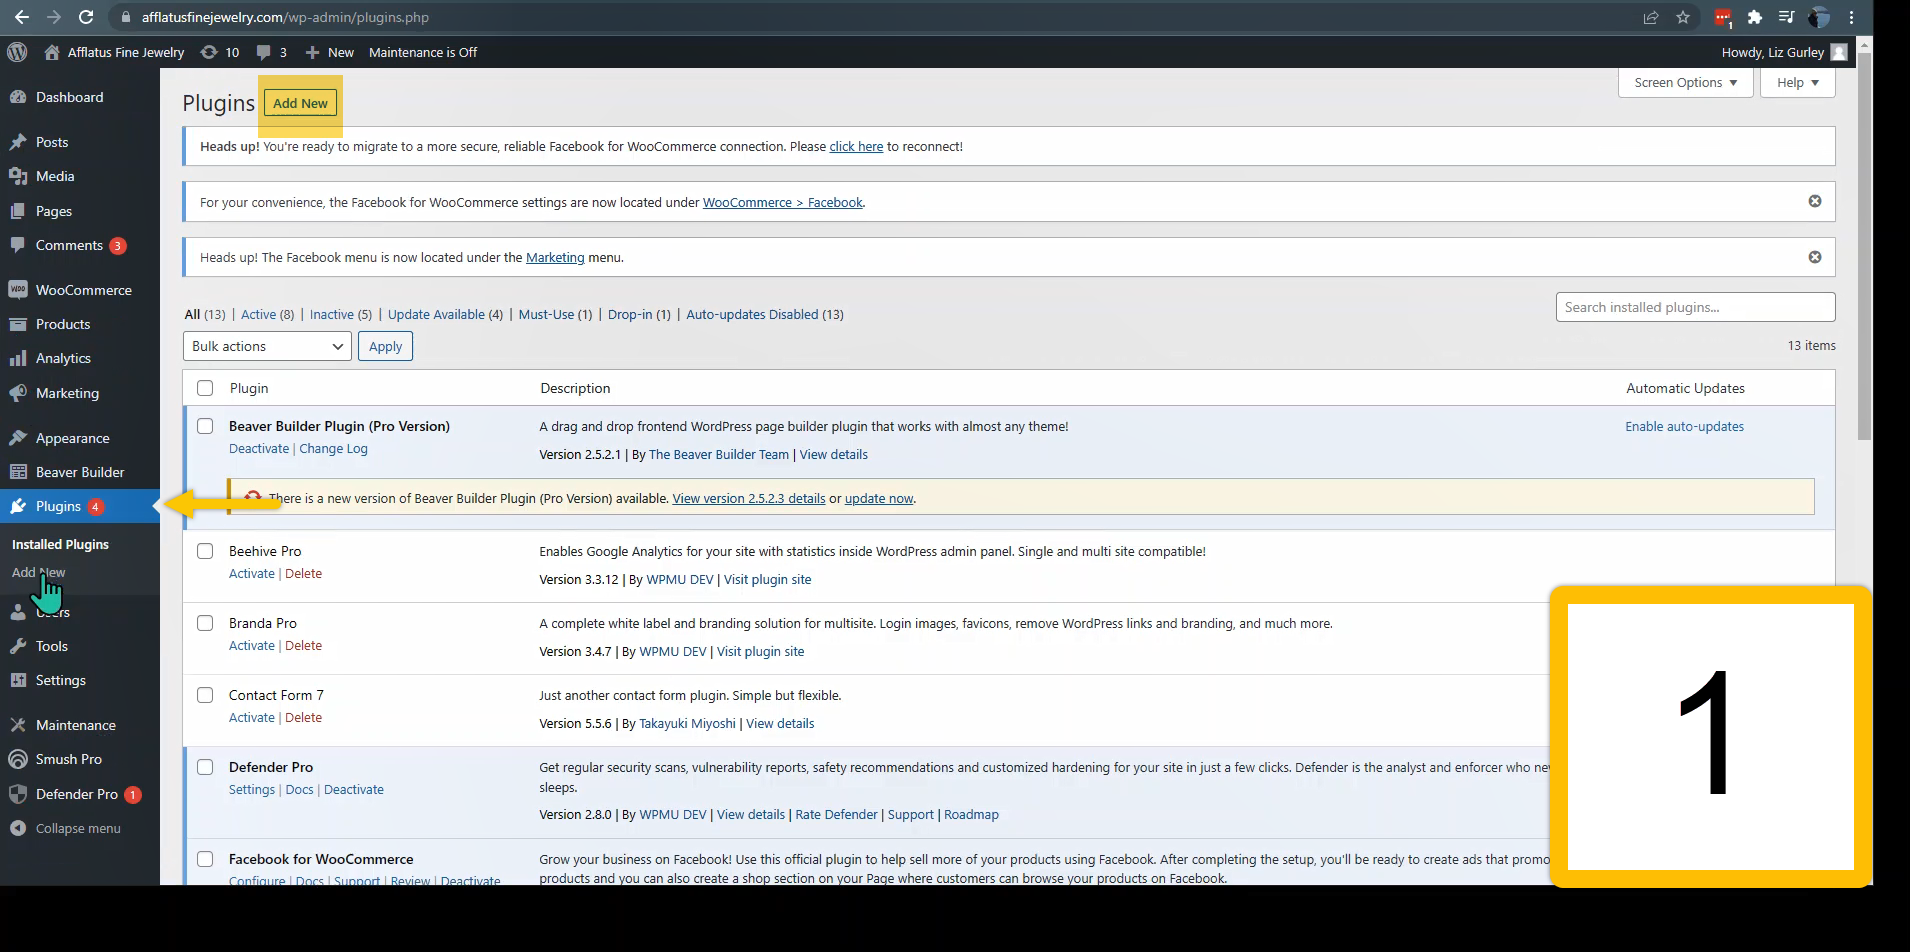 afflatusfinejewelry.com/wp-admin/plugins.php
1
Afflatus Fine Jewelry 10 3 New Maintenance is Off Howdy, Liz Gurley
Screen Options Help
Dashboard
Posts
Media
Pages
Comments 3
WOO WooCommerce
Products
Analytics
Marketing
Appearance
Beaver Builder
Plugins 4
Installed Plugins
Add New
Users
Tools
Settings
Maintenance
Smush Pro
Defender Pro 1
Collapse menu
Plugins Add New
Heads up! You're ready to migrate to a more secure, reliable Facebook for WooCommerce connection. Please click here to reconnect!
For your convenience, the Facebook for WooCommerce settings are now located under WooCommerce > Facebook.
Heads up! The Facebook menu is now located under the Marketing menu.
All (13) | Active (8) | Inactive (5) | Update Available (4) | Must-Use (1) | Drop-in (1) | Auto-updates Disabled (13)
Search installed plugins...
Bulk actions Apply
13 items
Plugin Description Automatic Updates
Beaver Builder Plugin (Pro Version) A drag and drop frontend WordPress page builder plugin that works with almost any theme! Enable auto-updates
Deactivate | Change Log
Version 2.5.2.1 | By The Beaver Builder Team | View details
There is a new version of Beaver Builder Plugin (Pro Version) available. View version 2.5.2.3 details or update now.
Beehive Pro Enables Google Analytics for your site with statistics inside WordPress admin panel. Single and multi site compatible!
Activate | Delete
Version 3.3.12 | By WPMU DEV | Visit plugin site
Branda Pro A complete white label and branding solution for multisite. Login images, favicons, remove WordPress links and branding, and much more.
Activate | Delete
Version 3.4.7 | By WPMU DEV | Visit plugin site
Contact Form 7 Just another contact form plugin. Simple but flexible.
Activate | Delete
Version 5.5.6 | By Takayuki Miyoshi | View details
Defender Pro Get regular security scans, vulnerability reports, safety recommendations and customized hardening for your site in just a few clicks. Defender is the analyst and enforcer who ne
Settings | Docs | Deactivate
sleeps.
Version 2.8.0 | By WPMU DEV | View details | Rate Defender | Support | Roadmap
Facebook for WooCommerce Grow your business on Facebook! Use this official plugin to help sell more of your products using Facebook. After completing the setup, you'll be ready to create ads that promo
Configure | Docs | Support | Review | Deactivate
products and you can also create a shop section on your Page where customers can browse your products on Facebook.
1